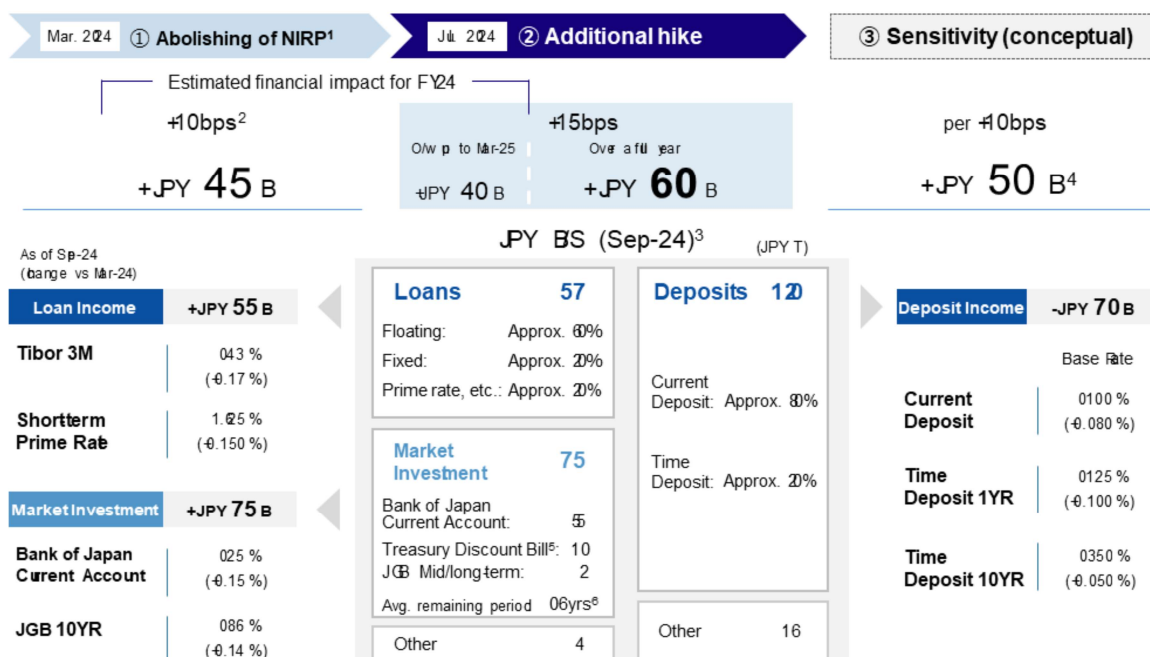 Mar. 2024 ① Abolishing of NIRP¹
Jul. 2024 ② Additional hike
③ Sensitivity (conceptual)
Estimated financial impact for FY24
+10bps²
+JPY 45 B
+15bps
O/w up to Mar-25
Over a full year
+JPY 40 B
+JPY 60 B
per +10bps
+JPY 50 B⁴
JPY B/S (Sep-24)³
(JPY T)
As of Sep-24
(change vs Mar-24)
Loan Income
+JPY 55 B
Tibor 3M
0.43 %
(+0.17 %)
Short-term
Prime Rate
1.625 %
(+0.150 %)
Market Investment
+JPY 75 B
Bank of Japan
Current Account
0.25 %
(+0.15 %)
JGB 10YR
0.86 %
(+0.14 %)
Loans 57
Floating: Approx. 60%
Fixed: Approx. 20%
Prime rate, etc.: Approx. 20%
Market
Investment
75
Bank of Japan
Current Account: 55
Treasury Discount Bill⁵: 10
JGB Mid/long-term: 2
Avg. remaining period 0.6yrs⁶
Other 4
Deposits 120
Current
Deposit: Approx. 80%
Time
Deposit: Approx. 20%
Other 16
Deposit Income
-JPY 70 B
Base Rate
Current
Deposit
0.100 %
(+0.080 %)
Time
Deposit 1YR
0.125 %
(+0.100 %)
Time
Deposit 10YR
0.350 %
(+0.050 %)